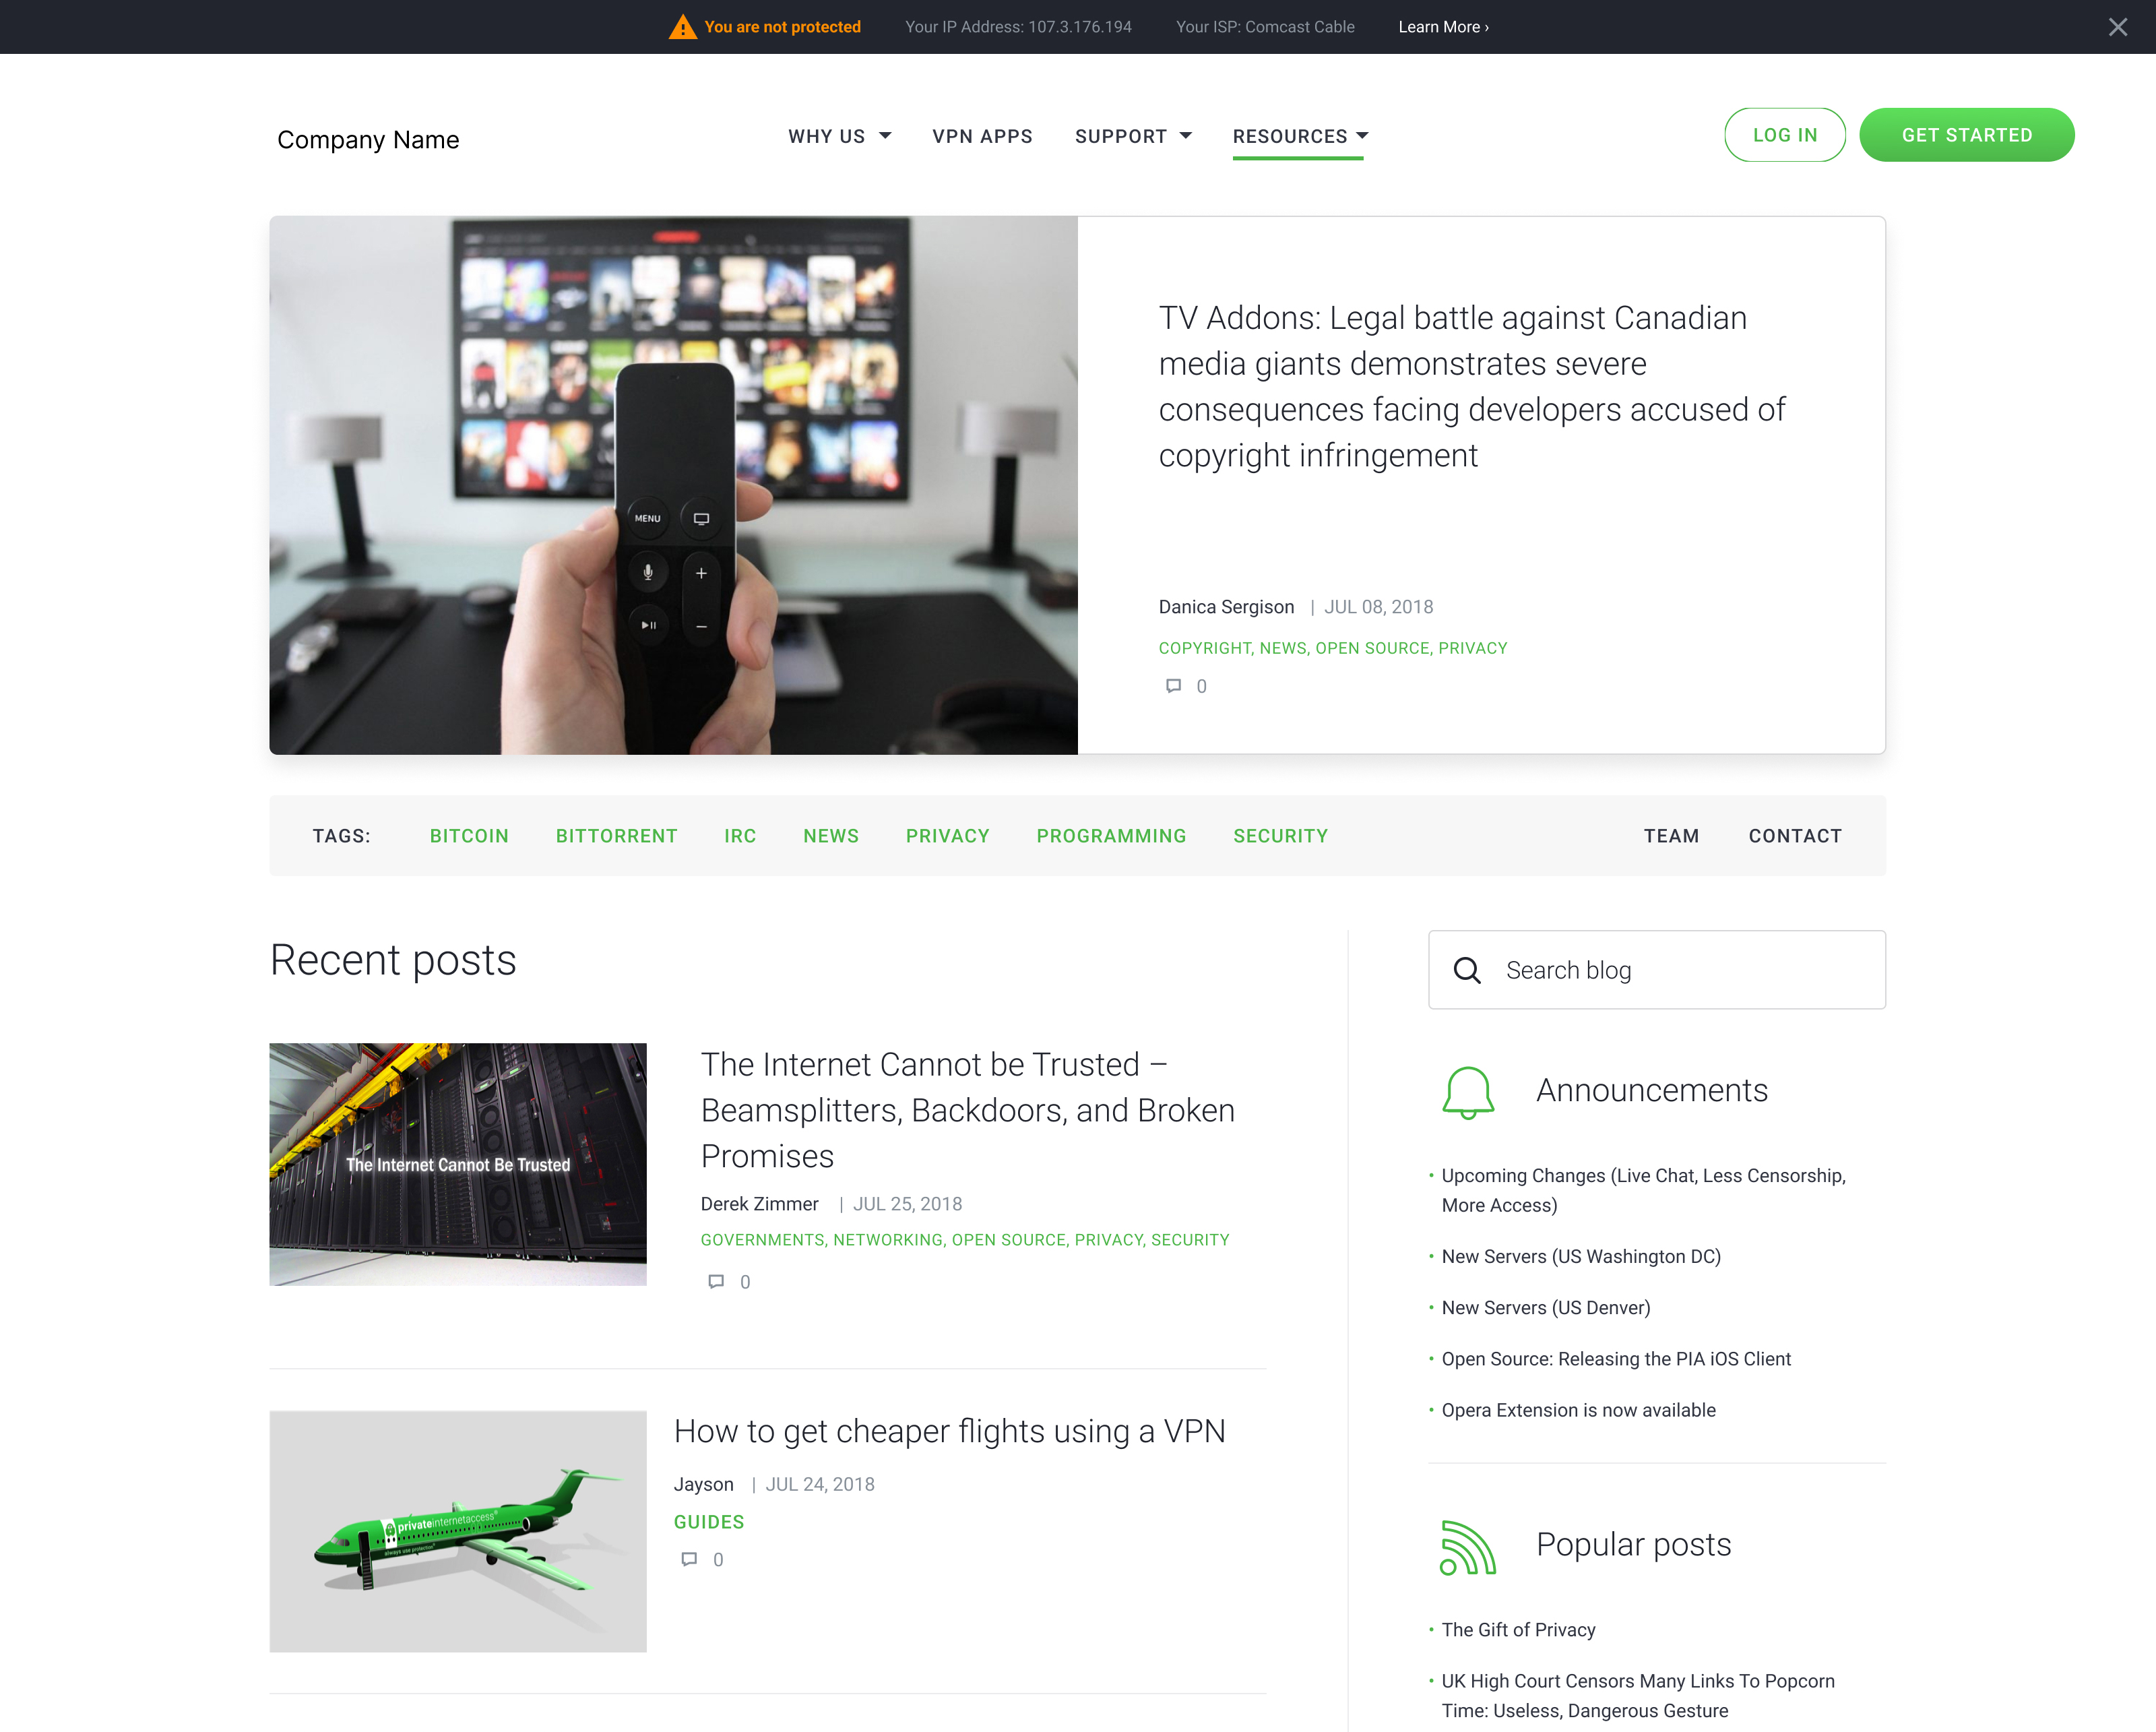 You are not protected
Your IP Address: 107.3.176.194
Your ISP: Comcast Cable
Learn More ›
Company Name
WHY US
VPN APPS
SUPPORT
RESOURCES
LOG IN
GET STARTED
MENU
TV Addons: Legal battle against Canadian
media giants demonstrates severe
consequences facing developers accused of
copyright infringement
Danica Sergison | JUL 08, 2018
COPYRIGHT, NEWS, OPEN SOURCE, PRIVACY
0
TAGS:
BITCOIN
BITTORRENT
IRC
NEWS
PRIVACY
PROGRAMMING
SECURITY
TEAM
CONTACT
Recent posts
The Internet Cannot Be Trusted
The Internet Cannot be Trusted –
Beamsplitters, Backdoors, and Broken
Promises
Derek Zimmer | JUL 25, 2018
GOVERNMENTS, NETWORKING, OPEN SOURCE, PRIVACY, SECURITY
0
privateinternetaccess®
always use protection®
How to get cheaper flights using a VPN
Jayson | JUL 24, 2018
GUIDES
0
Search blog
Announcements
• Upcoming Changes (Live Chat, Less Censorship,
More Access)
• New Servers (US Washington DC)
• New Servers (US Denver)
• Open Source: Releasing the PIA iOS Client
• Opera Extension is now available
Popular posts
• The Gift of Privacy
• UK High Court Censors Many Links To Popcorn
Time: Useless, Dangerous Gesture